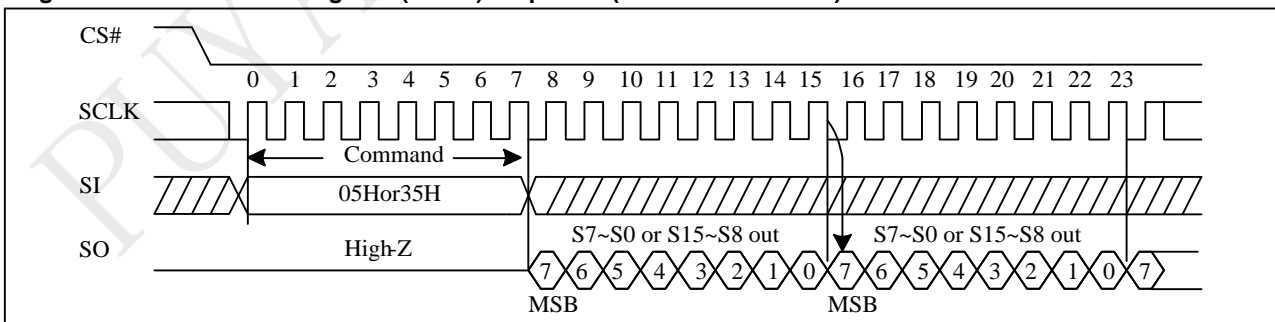 CS#
0 1 2 3 4 5 6 7 8 9 10 11 12 13 14 15 16 17 18 19 20 21 22 23
SCLK
Command
SI
05Hor35H
S7~S0 or S15~S8 out S7~S0 or S15~S8 out
SO
High-Z
7 6 5 4 3 2 1 0 7 6 5 4 3 2 1 0 7
MSB MSB